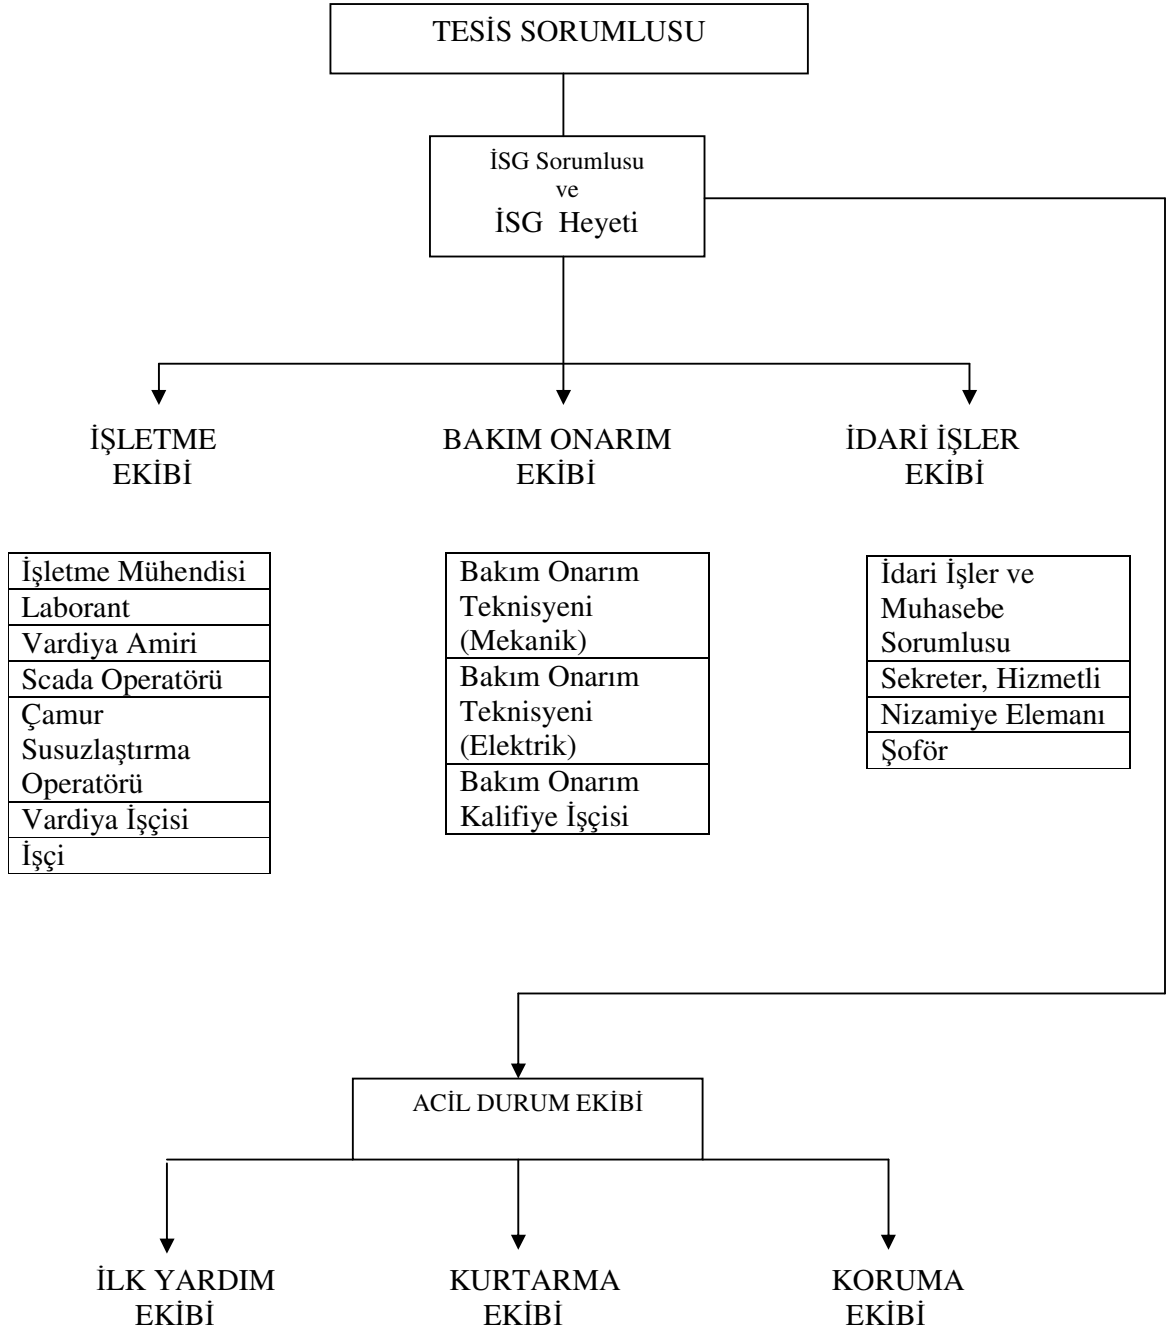 TESİS SORUMLUSU
İSG Sorumlusu
ve
İSG Heyeti
İŞLETME
EKİBİ
BAKIM ONARIM
EKİBİ
İDARİ İŞLER
EKİBİ
İşletme Mühendisi
Laborant
Vardiya Amiri
Scada Operatörü
Çamur
Susuzlaştırma
Operatörü
Vardiya İşçisi
İşçi
Bakım Onarım
Teknisyeni
(Mekanik)
Bakım Onarım
Teknisyeni
(Elektrik)
Bakım Onarım
Kalifiye İşçisi
İdari İşler ve
Muhasebe
Sorumlusu
Sekreter, Hizmetli
Nizamiye Elemanı
Şoför
ACİL DURUM EKİBİ
İLK YARDIM
EKİBİ
KURTARMA
EKİBİ
KORUMA
EKİBİ